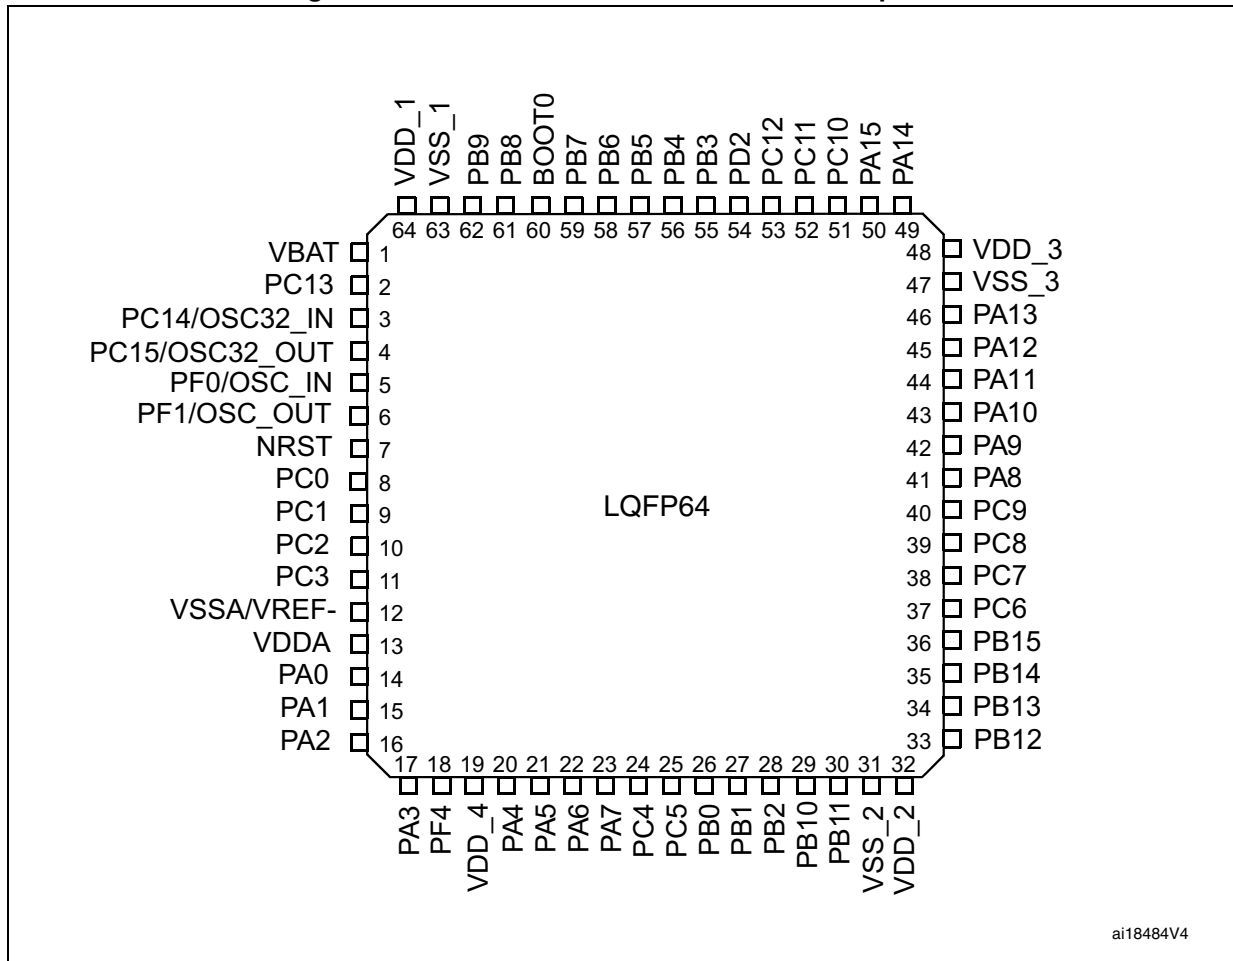 VDD_1
VSS_1
PB9
PB8
BOOT0
PB7
PB6
PB5
PB4
PB3
PD2
PC12
PC11
PC10
PA15
PA14
64 63 62 61 60 59 58 57 56 55 54 53 52 51 50 49
VBAT 1
PC13 2
PC14/OSC32_IN 3
PC15/OSC32_OUT 4
PF0/OSC_IN 5
PF1/OSC_OUT 6
NRST 7
PC0 8
PC1 9
PC2 10
PC3 11
VSSA/VREF- 12
VDDA 13
PA0 14
PA1 15
PA2 16
LQFP64
48 VDD_3
47 VSS_3
46 PA13
45 PA12
44 PA11
43 PA10
42 PA9
41 PA8
40 PC9
39 PC8
38 PC7
37 PC6
36 PB15
35 PB14
34 PB13
33 PB12
17 18 19 20 21 22 23 24 25 26 27 28 29 30 31 32
PA3
PF4
VDD_4
PA4
PA5
PA6
PA7
PC4
PC5
PB0
PB1
PB2
PB10
PB11
VSS_2
VDD_2
ai18484V4